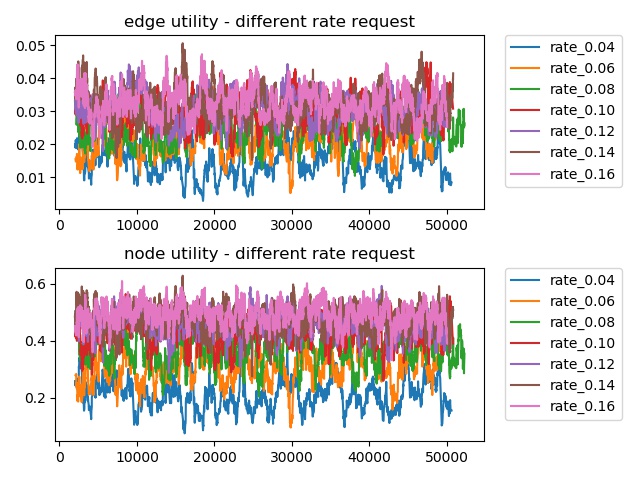 edge utility - different rate request
0.05
0.04
0.03
0.02
0.01
0 10000 20000 30000 40000 50000
rate_0.04
rate_0.06
rate_0.08
rate_0.10
rate_0.12
rate_0.14
rate_0.16
node utility - different rate request
0.6
0.4
0.2
0 10000 20000 30000 40000 50000
rate_0.04
rate_0.06
rate_0.08
rate_0.10
rate_0.12
rate_0.14
rate_0.16